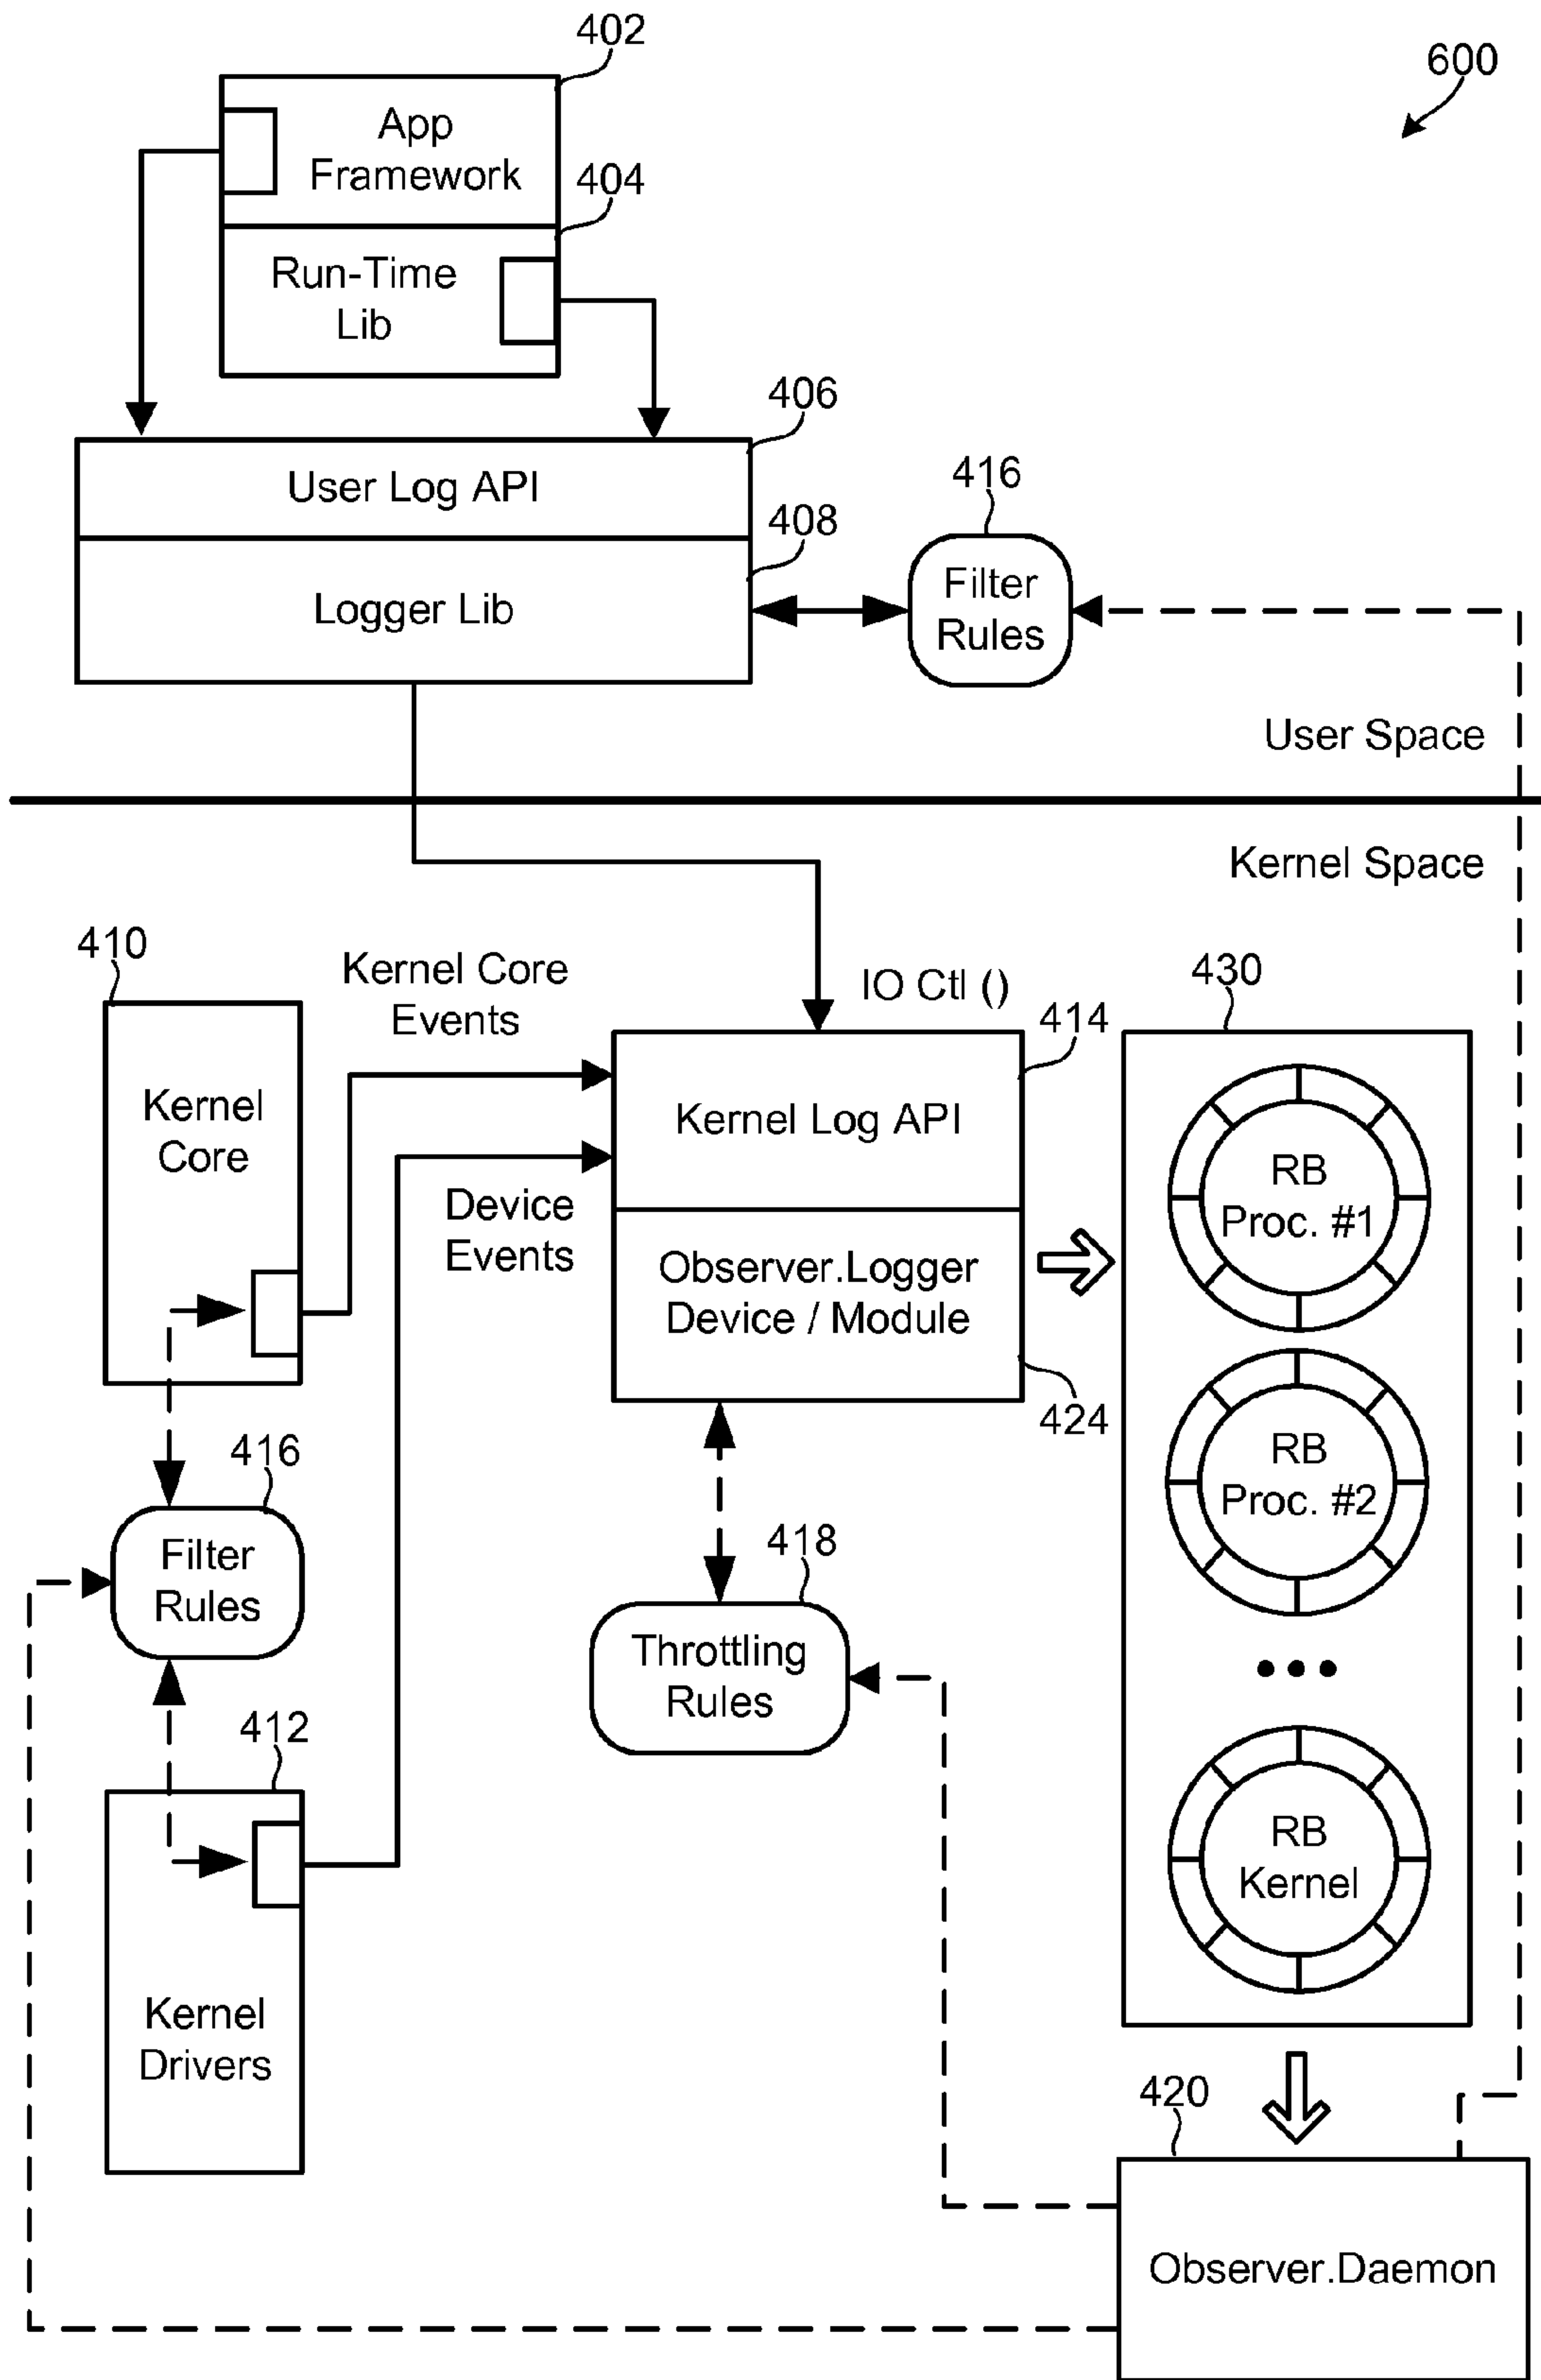 402
600
App
Framework
404
Run-Time
Lib
406
User Log API
416
408
Filter
Rules
Logger Lib
User Space
Kernel Space
410
Kernel Core
Events
IO Ctl ()
430
414
Kernel
Core
Kernel Log API
RB
Proc. #1
Device
Events
Observer.Logger
Device / Module
424
416
RB
Proc. #2
Filter
Rules
418
Throttling
Rules
412
RB
Kernel
Kernel
Drivers
420
Observer.Daemon